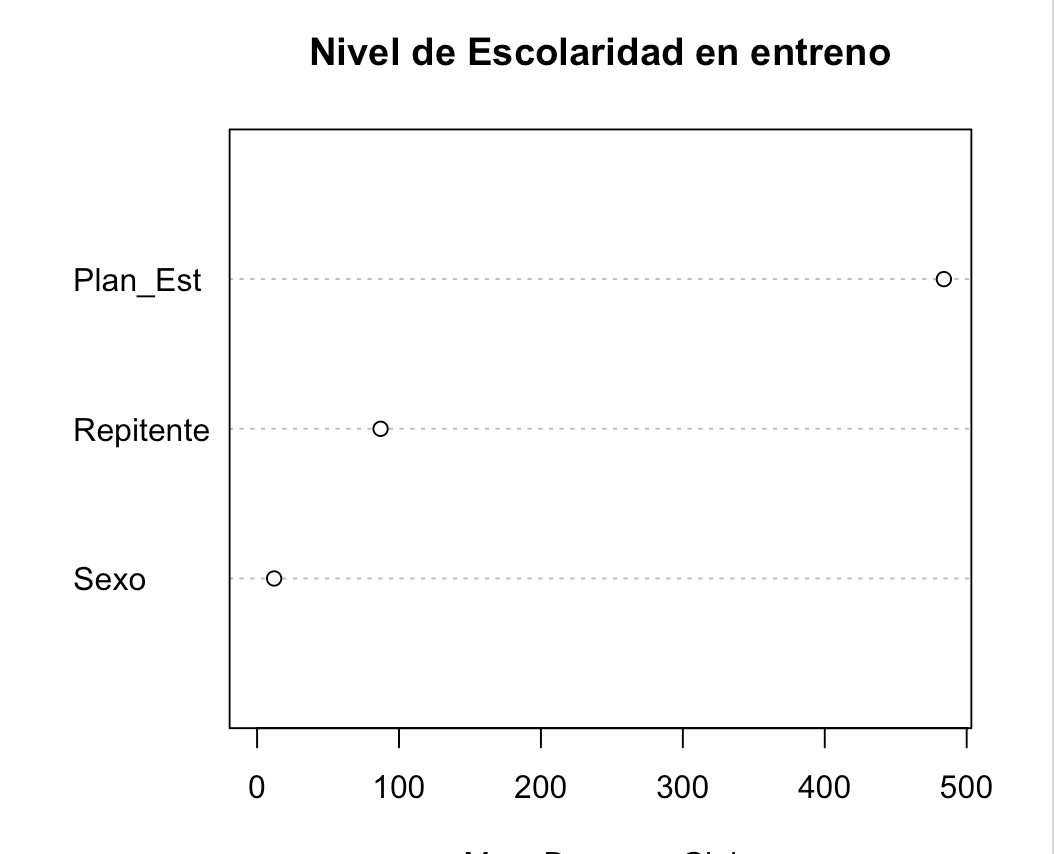 Nivel de Escolaridad en entreno
Plan_Est
Repitente
Sexo
0 100 200 300 400 500